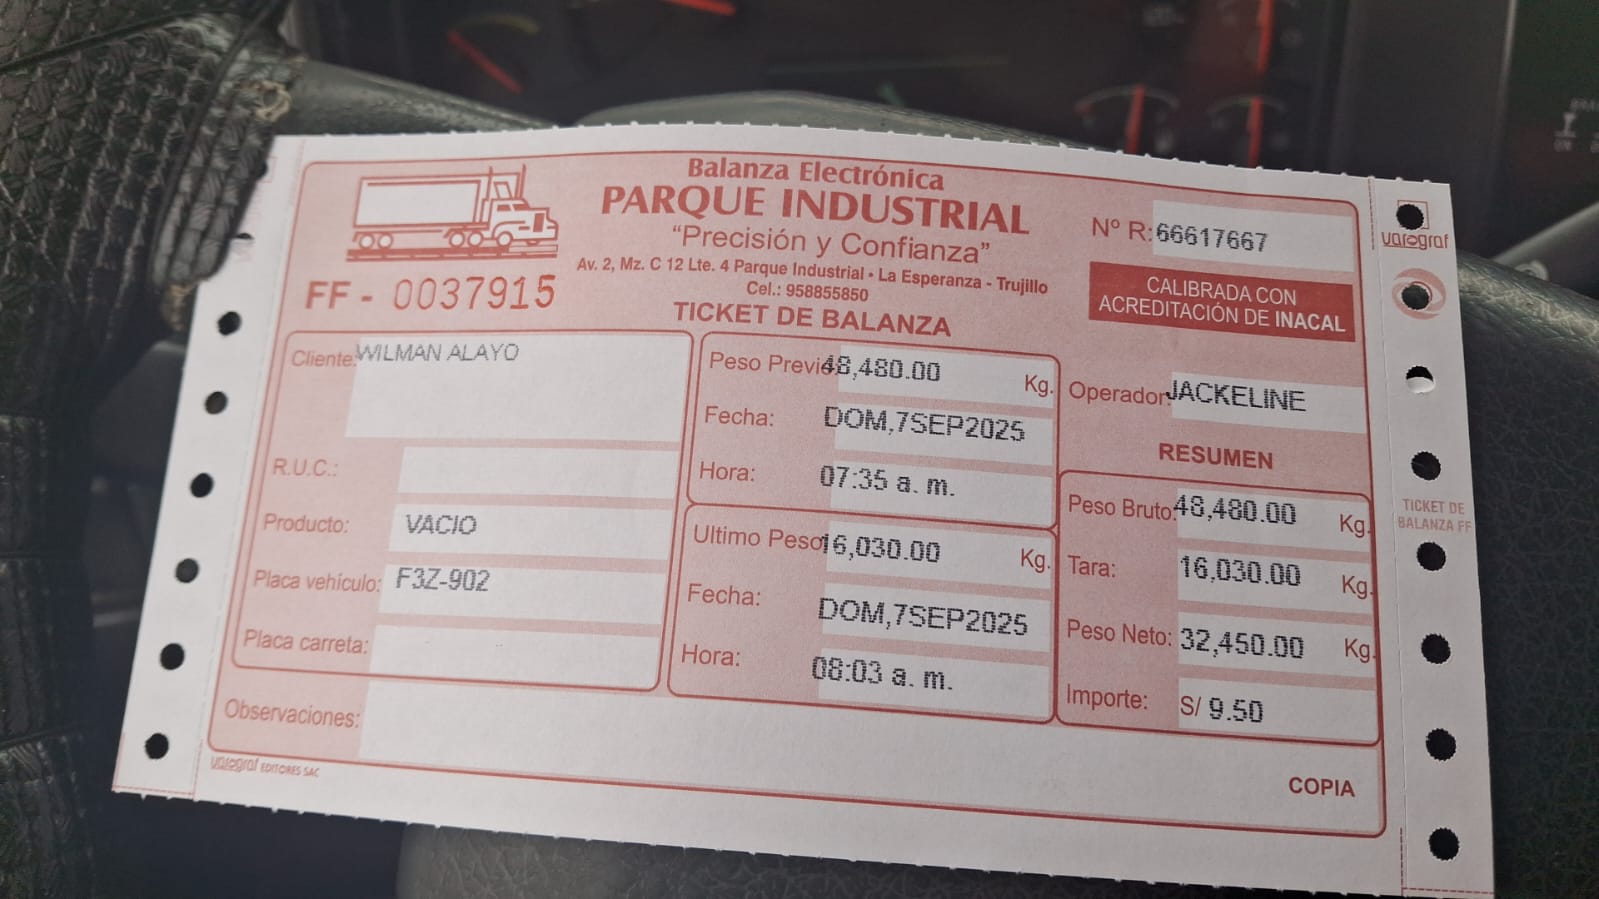 Balanza Electrónica
PARQUE INDUSTRIAL
"Precisión y Confianza"
Av. 2, Mz. C 12 Lte. 4 Parque Industrial • La Esperanza - Trujillo
Cel.: 958855850
FF - 0037915
TICKET DE BALANZA
Nº R: 66617667
CALIBRADA CON
ACREDITACIÓN DE INACAL
Cliente: WILMAN ALAYO
R.U.C.:
Producto: VACIO
Placa vehículo: F3Z-902
Placa carreta:
Observaciones:
Peso Previo 48,480.00 Kg.
Fecha: DOM,7SEP2025
Hora: 07:35 a. m.
Ultimo Peso 16,030.00 Kg.
Fecha: DOM,7SEP2025
Hora: 08:03 a. m.
Operador: JACKELINE
RESUMEN
Peso Bruto: 48,480.00 Kg.
Tara: 16,030.00 Kg.
Peso Neto: 32,450.00 Kg.
Importe: S/ 9.50
COPIA
varograf EDITORES SAC
varograf
TICKET DE
BALANZA FF